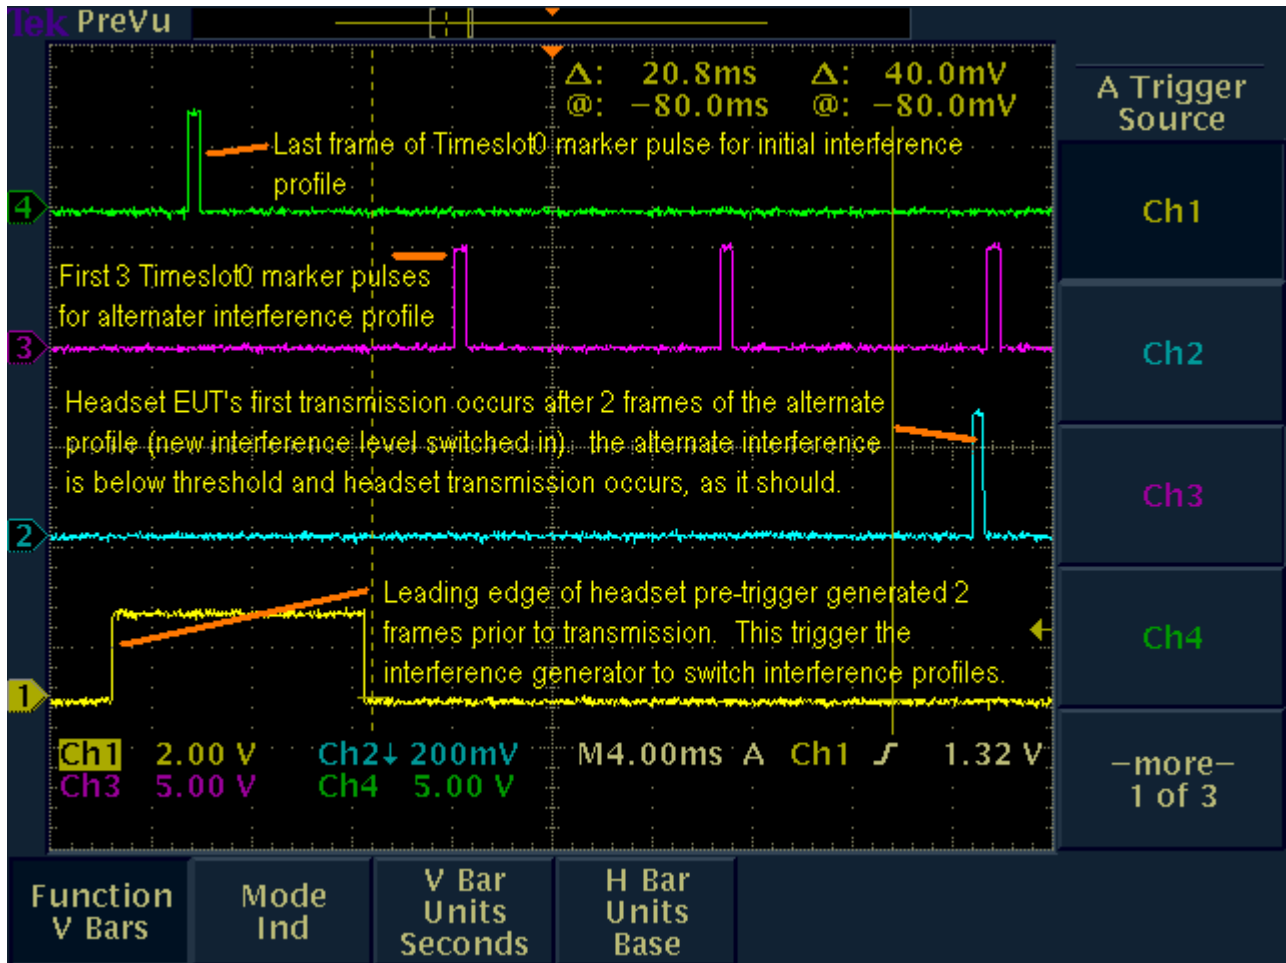 Tek PreVu
Δ: 20.8ms Δ: 40.0mV
@: −80.0ms @: −80.0mV
A Trigger
Source
Last frame of Timeslot0 marker pulse for initial interference
profile
4
Ch1
First 3 Timeslot0 marker pulses
for alternater interference profile
3
Ch2
Headset EUT's first transmission occurs after 2 frames of the alternate
profile (new interference level switched in). the alternate interference
is below threshold and headset transmission occurs, as it should.
Ch3
2
Leading edge of headset pre-trigger generated 2
frames prior to transmission. This trigger the
interference generator to switch interference profiles.
Ch4
1
Ch1 2.00 V Ch2↓ 200mV M4.00ms A Ch1 ƒ 1.32 V
Ch3 5.00 V Ch4 5.00 V
−more−
1 of 3
Function
V Bars
Mode
Ind
V Bar
Units
Seconds
H Bar
Units
Base